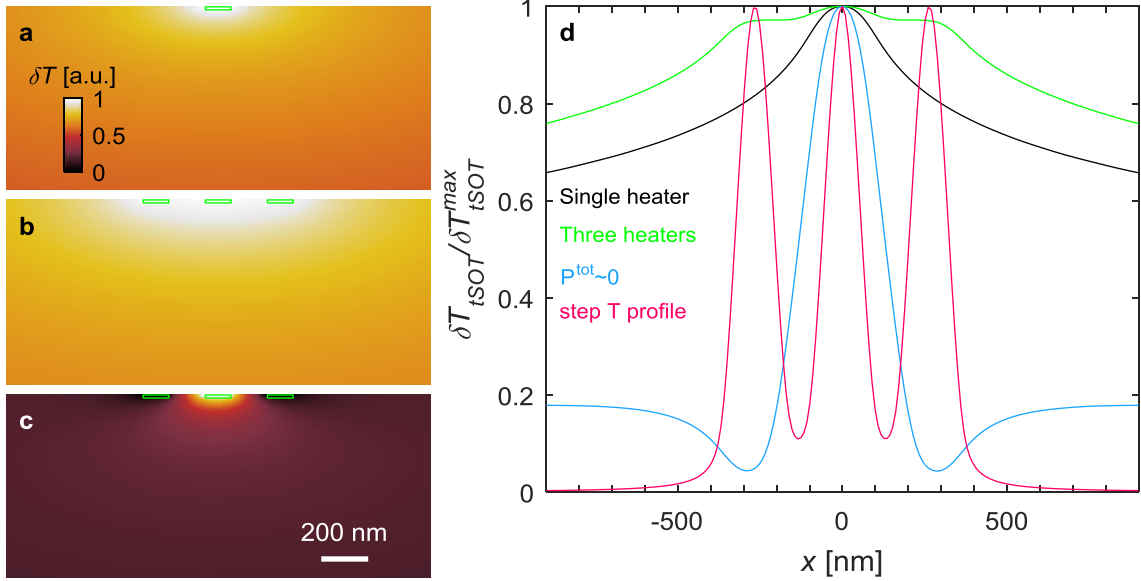 a
δT [a.u.]
1
0.5
0
b
c
200 nm
d
1
0.8
0.6
0.4
0.2
0
δT_tSOT/δT_tSOT^max
Single heater
Three heaters
P^tot~0
step T profile
-500
0
500
x [nm]